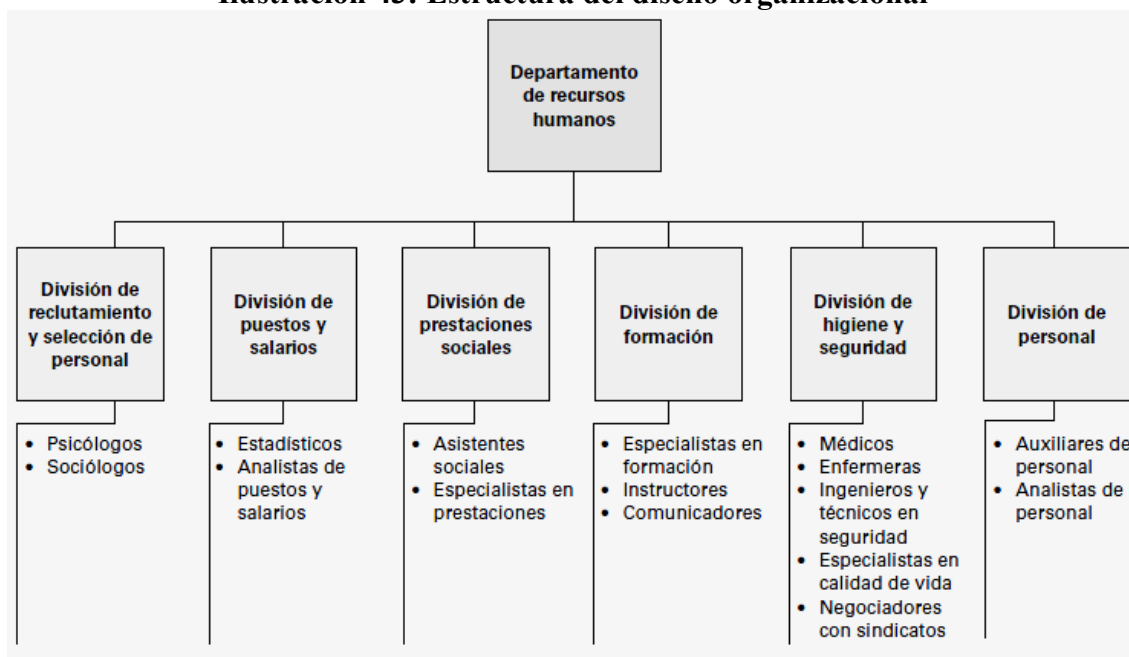 Ilustración 45: Estructura del diseño organizacional
Departamento
de recursos
humanos
División de
reclutamiento
y selección de
personal
• Psicólogos
• Sociólogos
División de
puestos y
salarios
• Estadísticos
• Analistas de
puestos y
salarios
División de
prestaciones
sociales
• Asistentes
sociales
• Especialistas en
prestaciones
División de
formación
• Especialistas en
formación
• Instructores
• Comunicadores
División de
higiene y
seguridad
• Médicos
• Enfermeras
• Ingenieros y
técnicos en
seguridad
• Especialistas en
calidad de vida
• Negociadores
con sindicatos
División de
personal
• Auxiliares de
personal
• Analistas de
personal